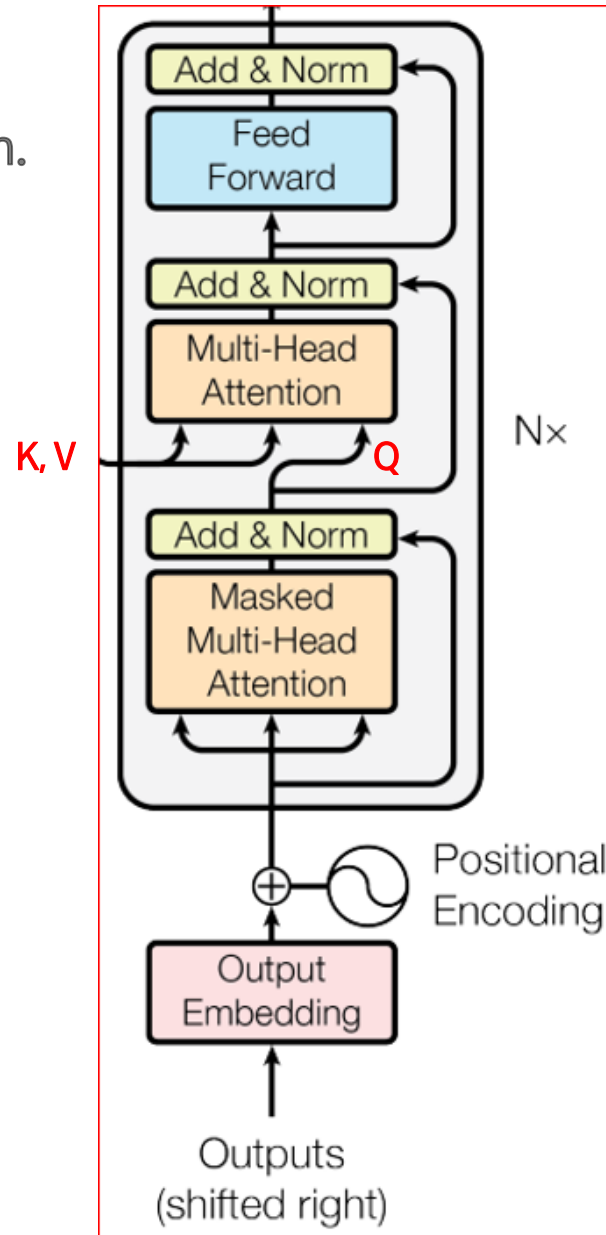 Add & Norm
Feed
Forward
Add & Norm
Multi-Head
Attention
N×
K, V
Q
Add & Norm
Masked
Multi-Head
Attention
Positional
Encoding
Output
Embedding
Outputs
(shifted right)